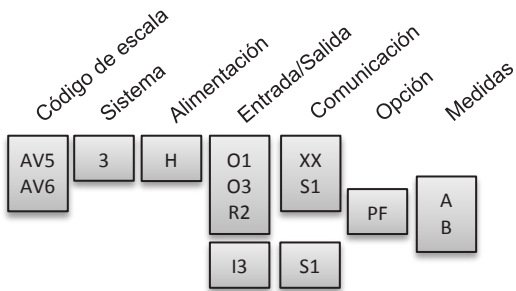 Código de escala
Sistema
Alimentación
Entrada/Salida
Comunicación
Opción
Medidas
AV5
AV6
3
H
O1
O3
R2
XX
S1
PF
A
B
I3
S1